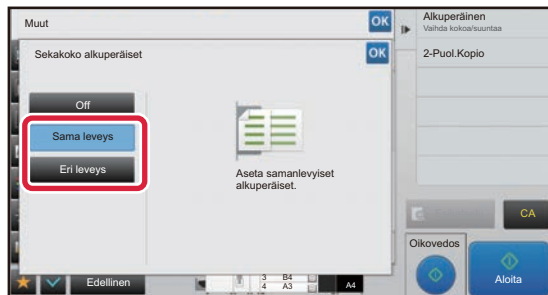 Muut
OK
Sekakoko alkuperäiset
OK
Off
Sama leveys
Eri leveys
Aseta samanlevyiset
alkuperäiset.
Alkuperäinen
Vaihda kokoa/suuntaa
2-Puol.Kopio
CA
Oikovedos
Aloita
Edellinen
3 B4
4 A3
A4